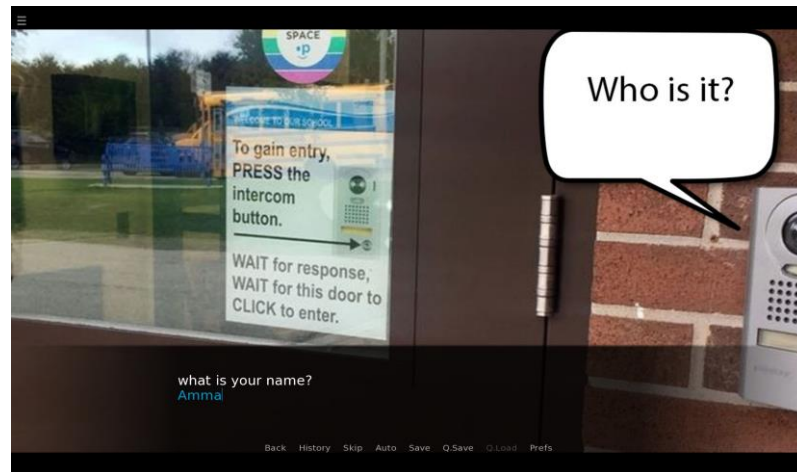 SPACE
•p
WELCOME TO OUR SCHOOL
To gain entry,
PRESS the
intercom
button.
WAIT for response,
WAIT for this door to
CLICK to enter.
Who is it?
what is your name?
Amma
Back History Skip Auto Save Q.Save Q.Load Prefs